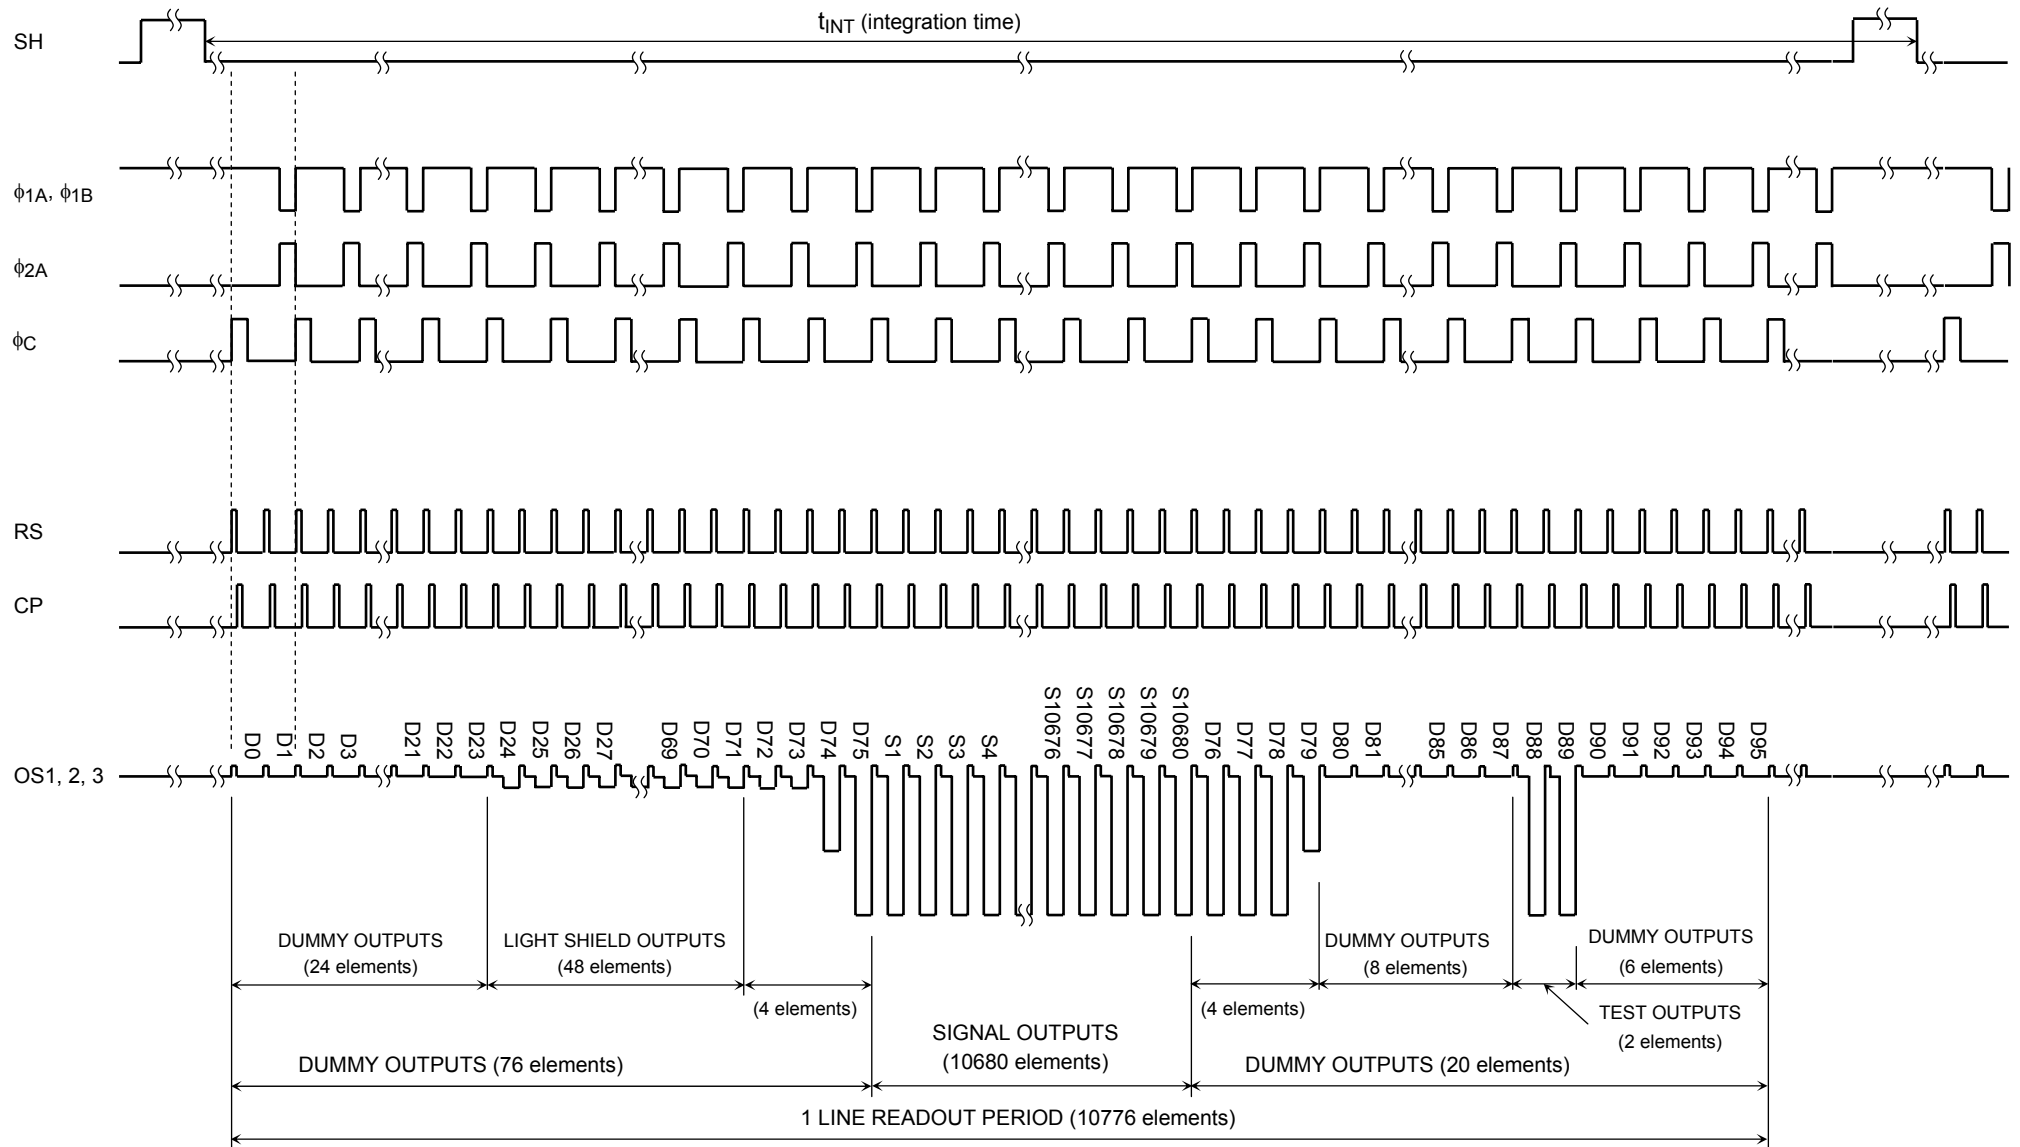 tINT (integration time)
SH
ϕ1A, ϕ1B
ϕ2A
ϕC
RS
CP
OS1, 2, 3
D0
D1
D2
D3
D21
D22
D23
D24
D25
D26
D27
D69
D70
D71
D72
D73
D74
D75
S1
S2
S3
S4
S10676
S10677
S10678
S10679
S10680
D76
D77
D78
D79
D80
D81
D85
D86
D87
D88
D89
D90
D91
D92
D93
D94
D95
DUMMY OUTPUTS
(24 elements)
LIGHT SHIELD OUTPUTS
(48 elements)
(4 elements)
SIGNAL OUTPUTS
(10680 elements)
(4 elements)
DUMMY OUTPUTS
(8 elements)
DUMMY OUTPUTS
(6 elements)
TEST OUTPUTS
(2 elements)
DUMMY OUTPUTS (76 elements)
DUMMY OUTPUTS (20 elements)
1 LINE READOUT PERIOD (10776 elements)